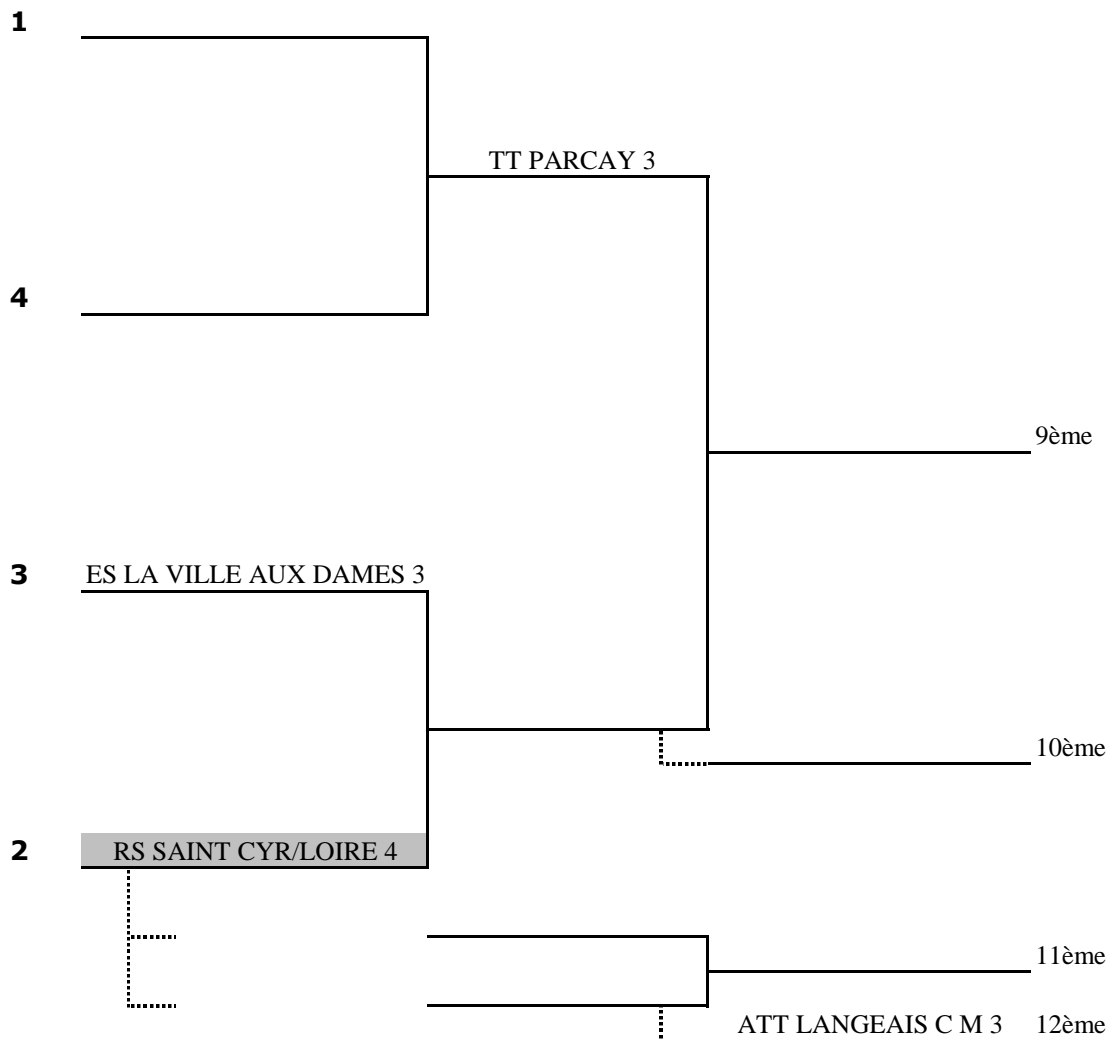 1
TT PARCAY 3
4
9ème
3 ES LA VILLE AUX DAMES 3
10ème
2 RS SAINT CYR/LOIRE 4
11ème
ATT LANGEAIS C M 3 12ème